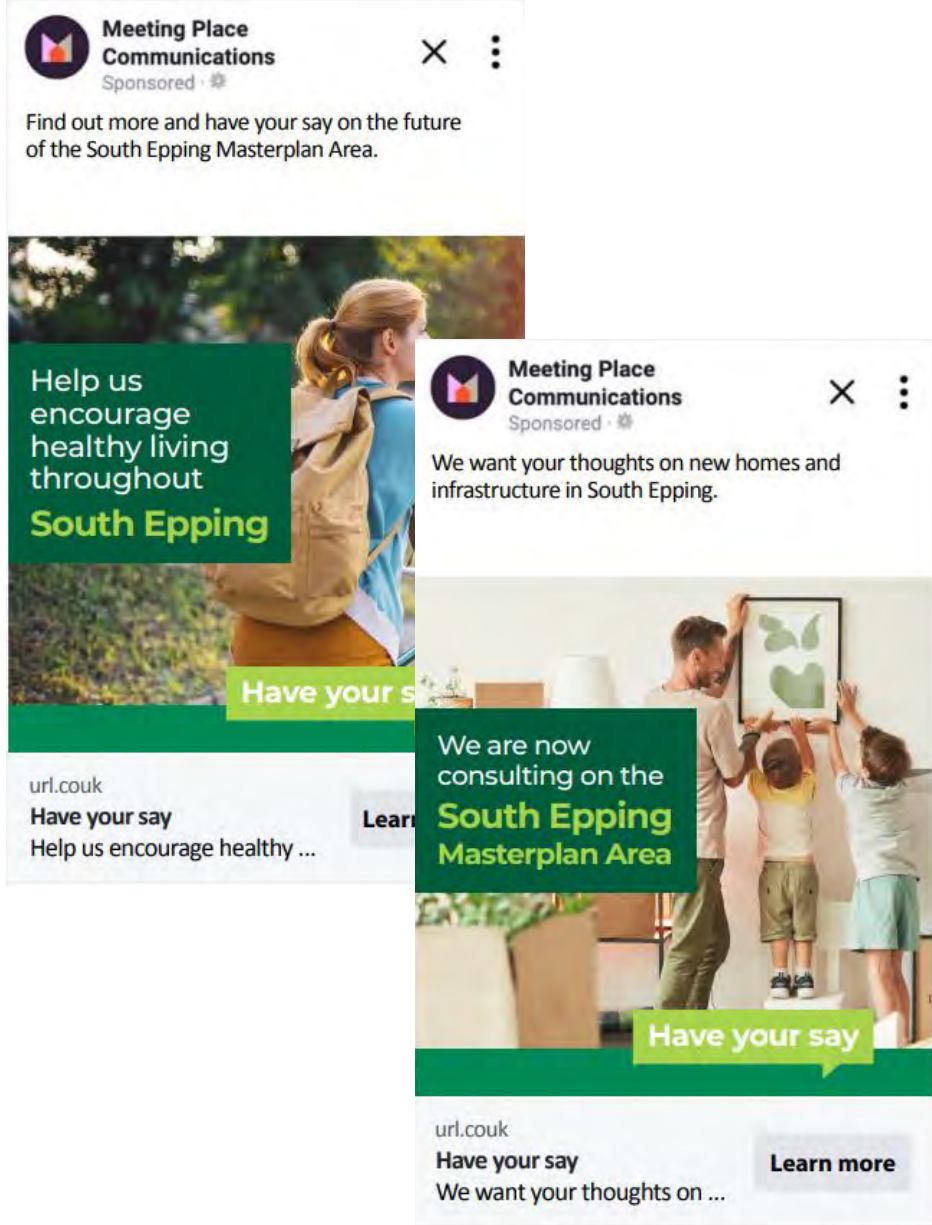 Meeting Place
Communications
Sponsored ·
Find out more and have your say on the future
of the South Epping Masterplan Area.
Help us
encourage
healthy living
throughout
South Epping
Have your s
url.couk
Have your say
Help us encourage healthy ...
Lear
Meeting Place
Communications
Sponsored ·
We want your thoughts on new homes and
infrastructure in South Epping.
We are now
consulting on the
South Epping
Masterplan Area
Have your say
url.couk
Have your say
We want your thoughts on ...
Learn more